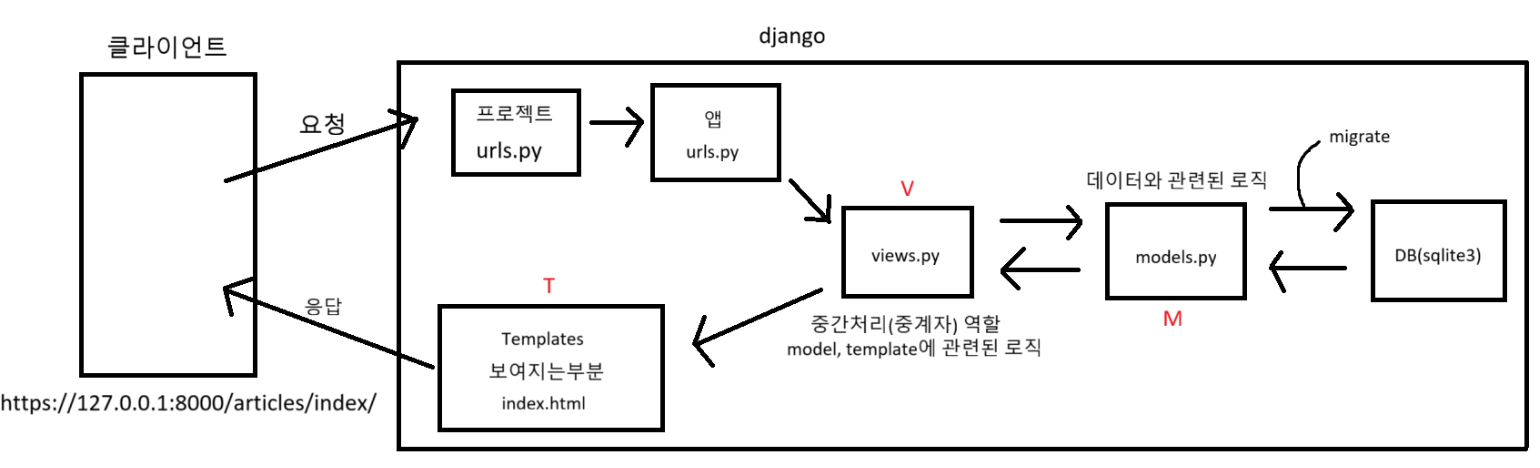 django
클라이언트
요청
프로젝트
urls.py
앱
urls.py
migrate
데이터와 관련된 로직
V
views.py
models.py
DB(sqlite3)
M
중간처리(중계자) 역할
model, template에 관련된 로직
T
Templates
보여지는부분
index.html
응답
https://127.0.0.1:8000/articles/index/